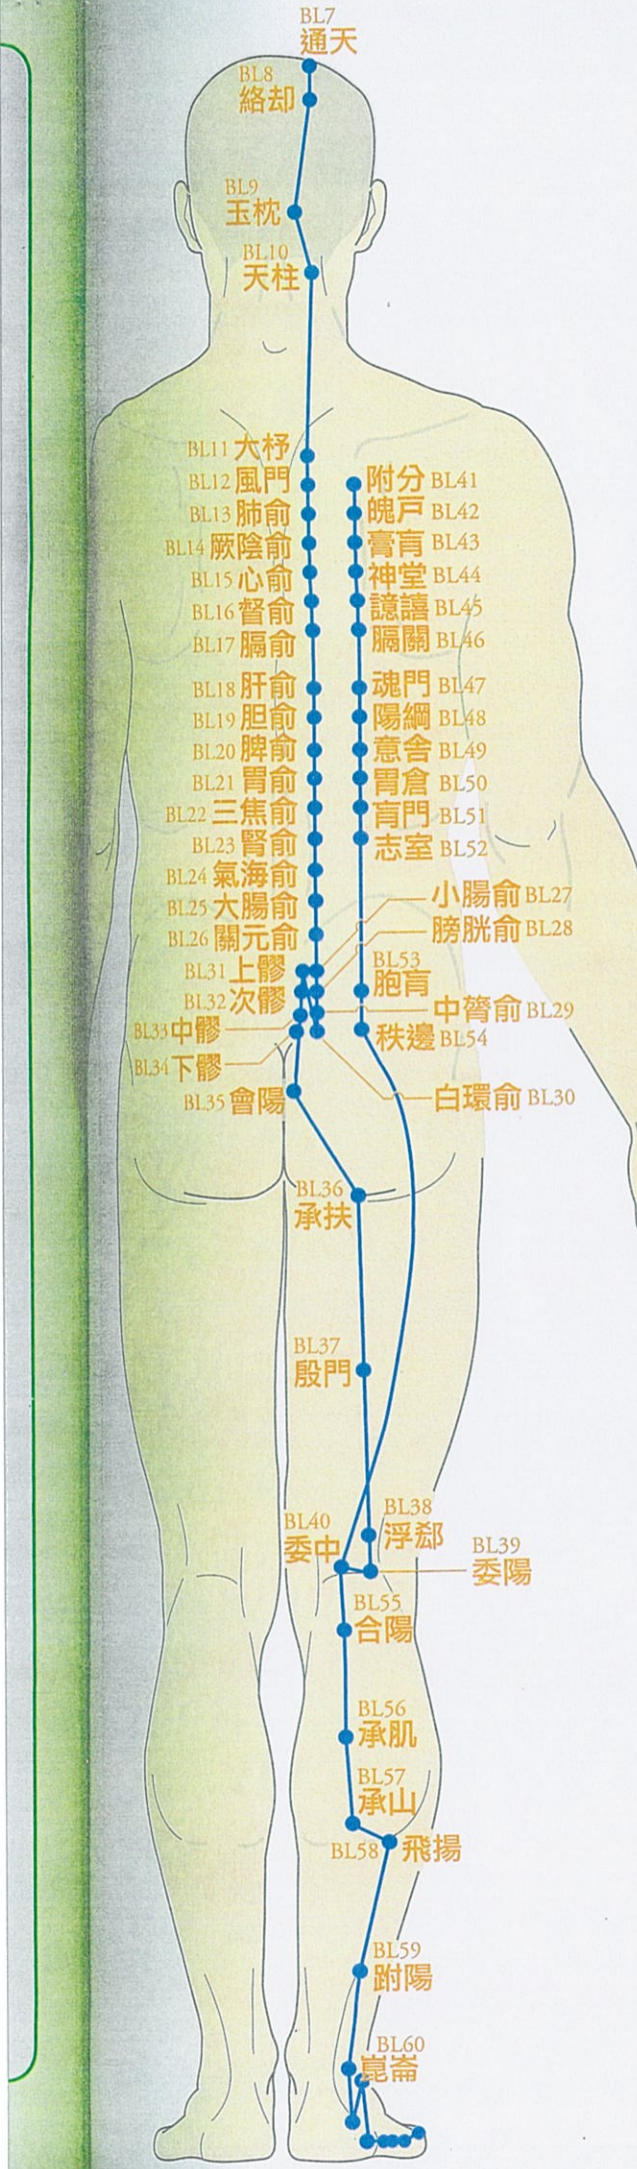 BL7
通天
BL8
絡却
BL9
玉枕
BL10
天柱
BL11 大杼
BL12 風門
附分 BL41
BL13 肺俞
魄戸 BL42
BL14 厥陰俞
膏肓 BL43
BL15 心俞
神堂 BL44
BL16 督俞
譩譆 BL45
BL17 膈俞
膈關 BL46
BL18 肝俞
魂門 BL47
BL19 胆俞
陽綱 BL48
BL20 脾俞
意舎 BL49
BL21 胃俞
胃倉 BL50
BL22 三焦俞
肓門 BL51
BL23 腎俞
志室 BL52
BL24 氣海俞
BL25 大腸俞
小腸俞 BL27
BL26 關元俞
膀胱俞 BL28
BL31 上髎
BL53
胞肓
BL32 次髎
中膂俞 BL29
BL33 中髎
秩邊 BL54
BL34 下髎
BL35 會陽
白環俞 BL30
BL36
承扶
BL37
殷門
BL38
浮郄
BL40
委中
BL39
委陽
BL55
合陽
BL56
承肌
BL57
承山
BL58 飛揚
BL59
跗陽
BL60
崑崙